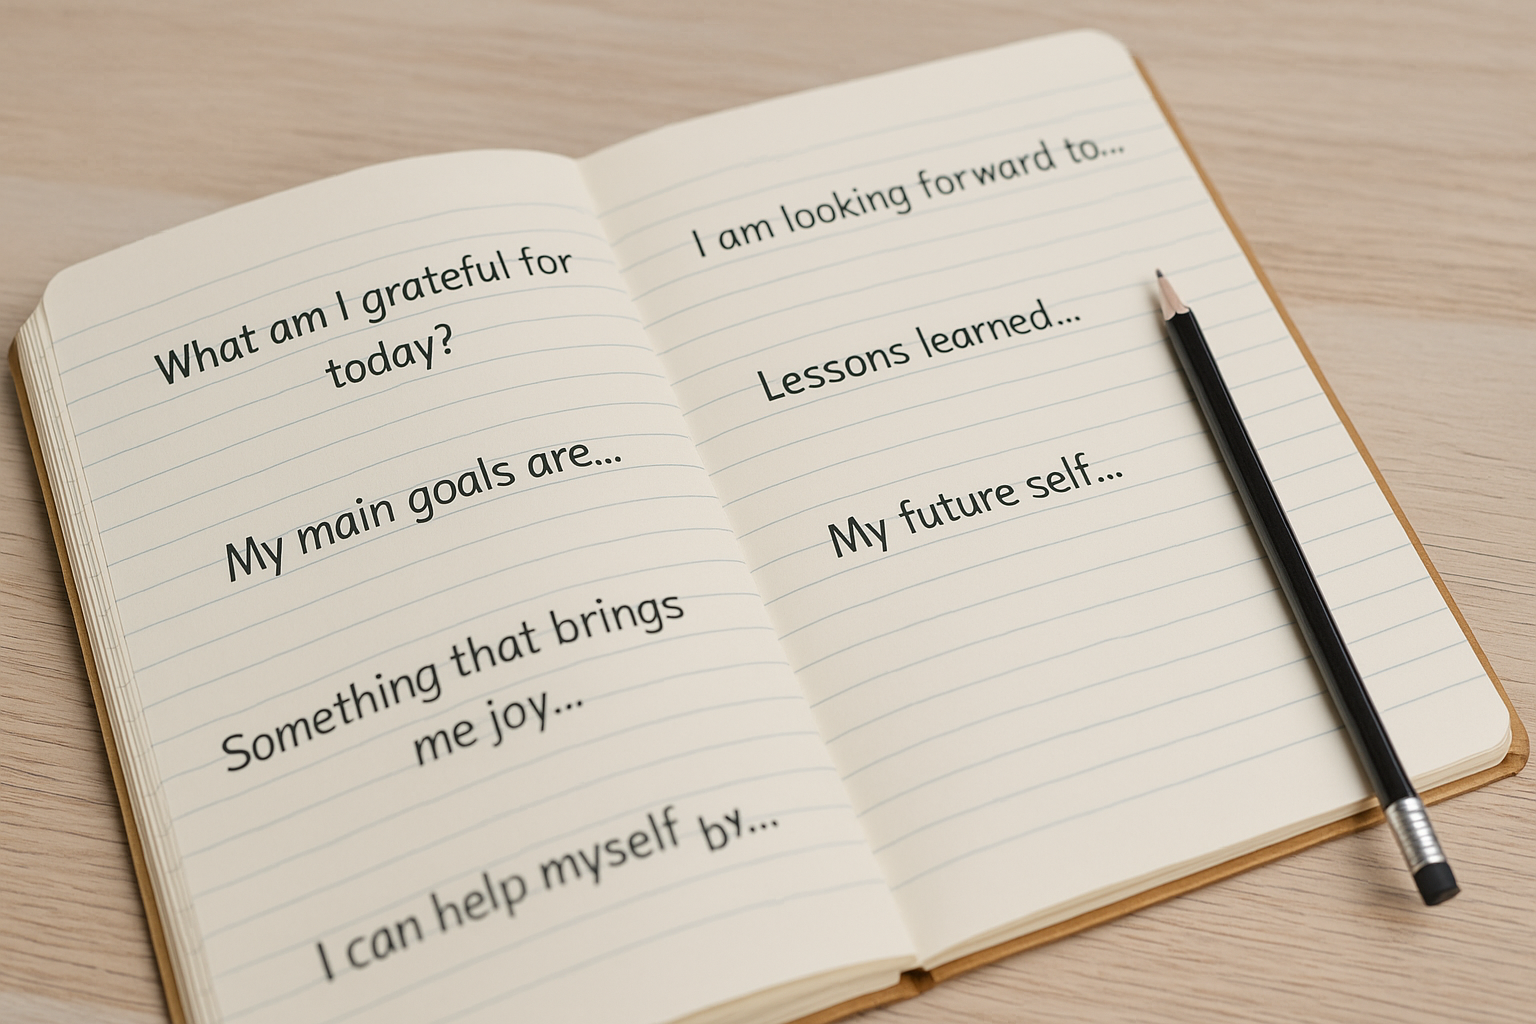 What am I grateful for
today?
My main goals are...
Something that brings
me joy...
I can help myself by...
I am looking forward to...
Lessons learned...
My future self...